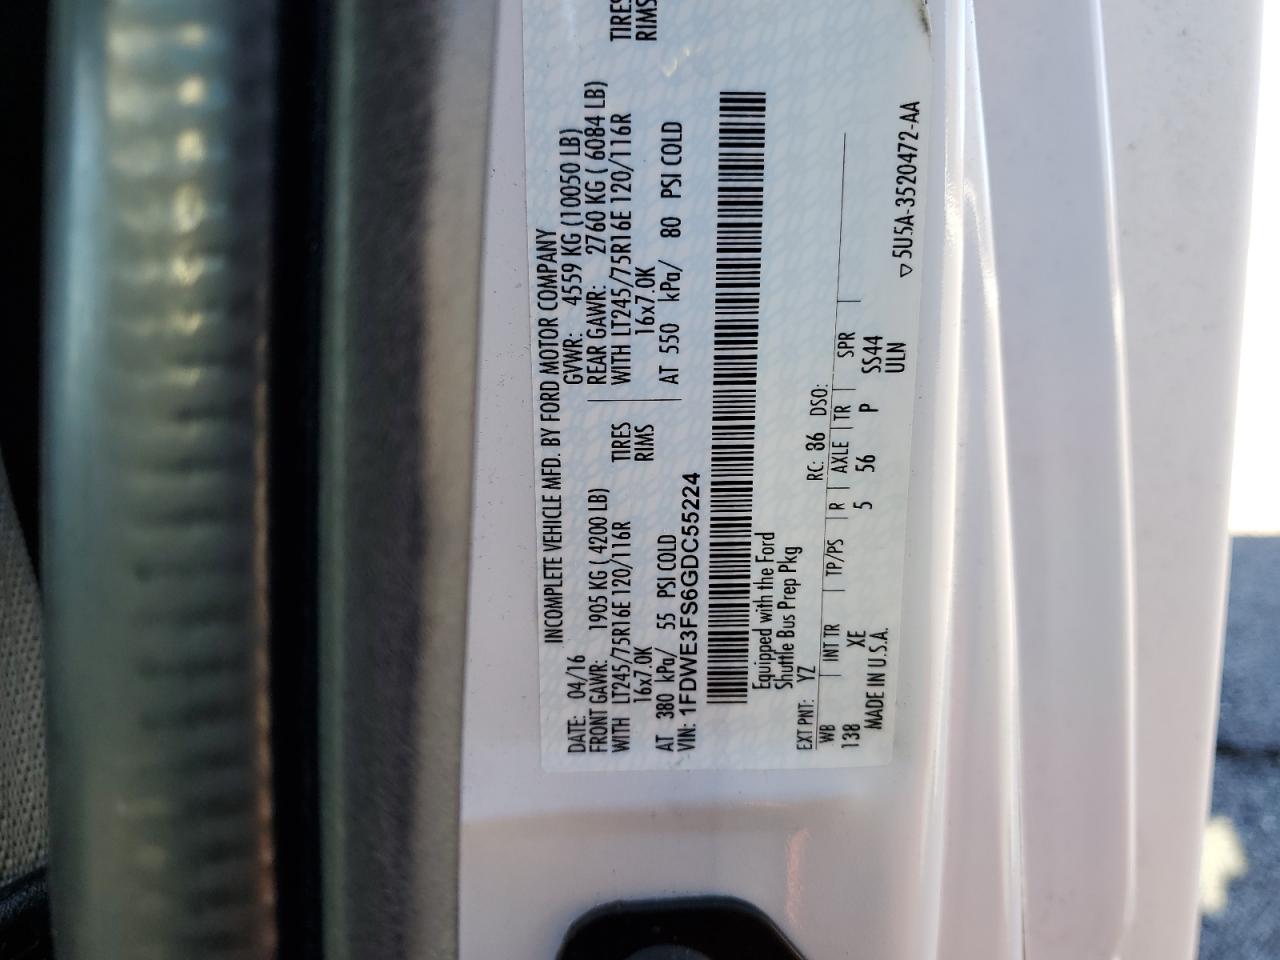 INCOMPLETE VEHICLE MFD. BY FORD MOTOR COMPANY
DATE: 04/16 GVWR: 4559 KG (10050 LB)
FRONT GAWR: 1905 KG ( 4200 LB) REAR GAWR: 2760 KG ( 6084 LB)
WITH LT245/75R16E 120/116R TIRES WITH LT245/75R16E 120/116R TIRES
16x7.0K RIMS 16x7.0K RIMS
AT 380 kPa/ 55 PSI COLD AT 550 kPa/ 80 PSI COLD
VIN: 1FDWE3FS6GDC55224
Equipped with the Ford
Shuttle Bus Prep Pkg
EXT PNT: YZ RC: 86 DSO:
WB INT TR TP/PS R AXLE TR SPR
138 XE 5 56 P SS44
MADE IN U.S.A. ULN
▽5U5A-3520472-AA